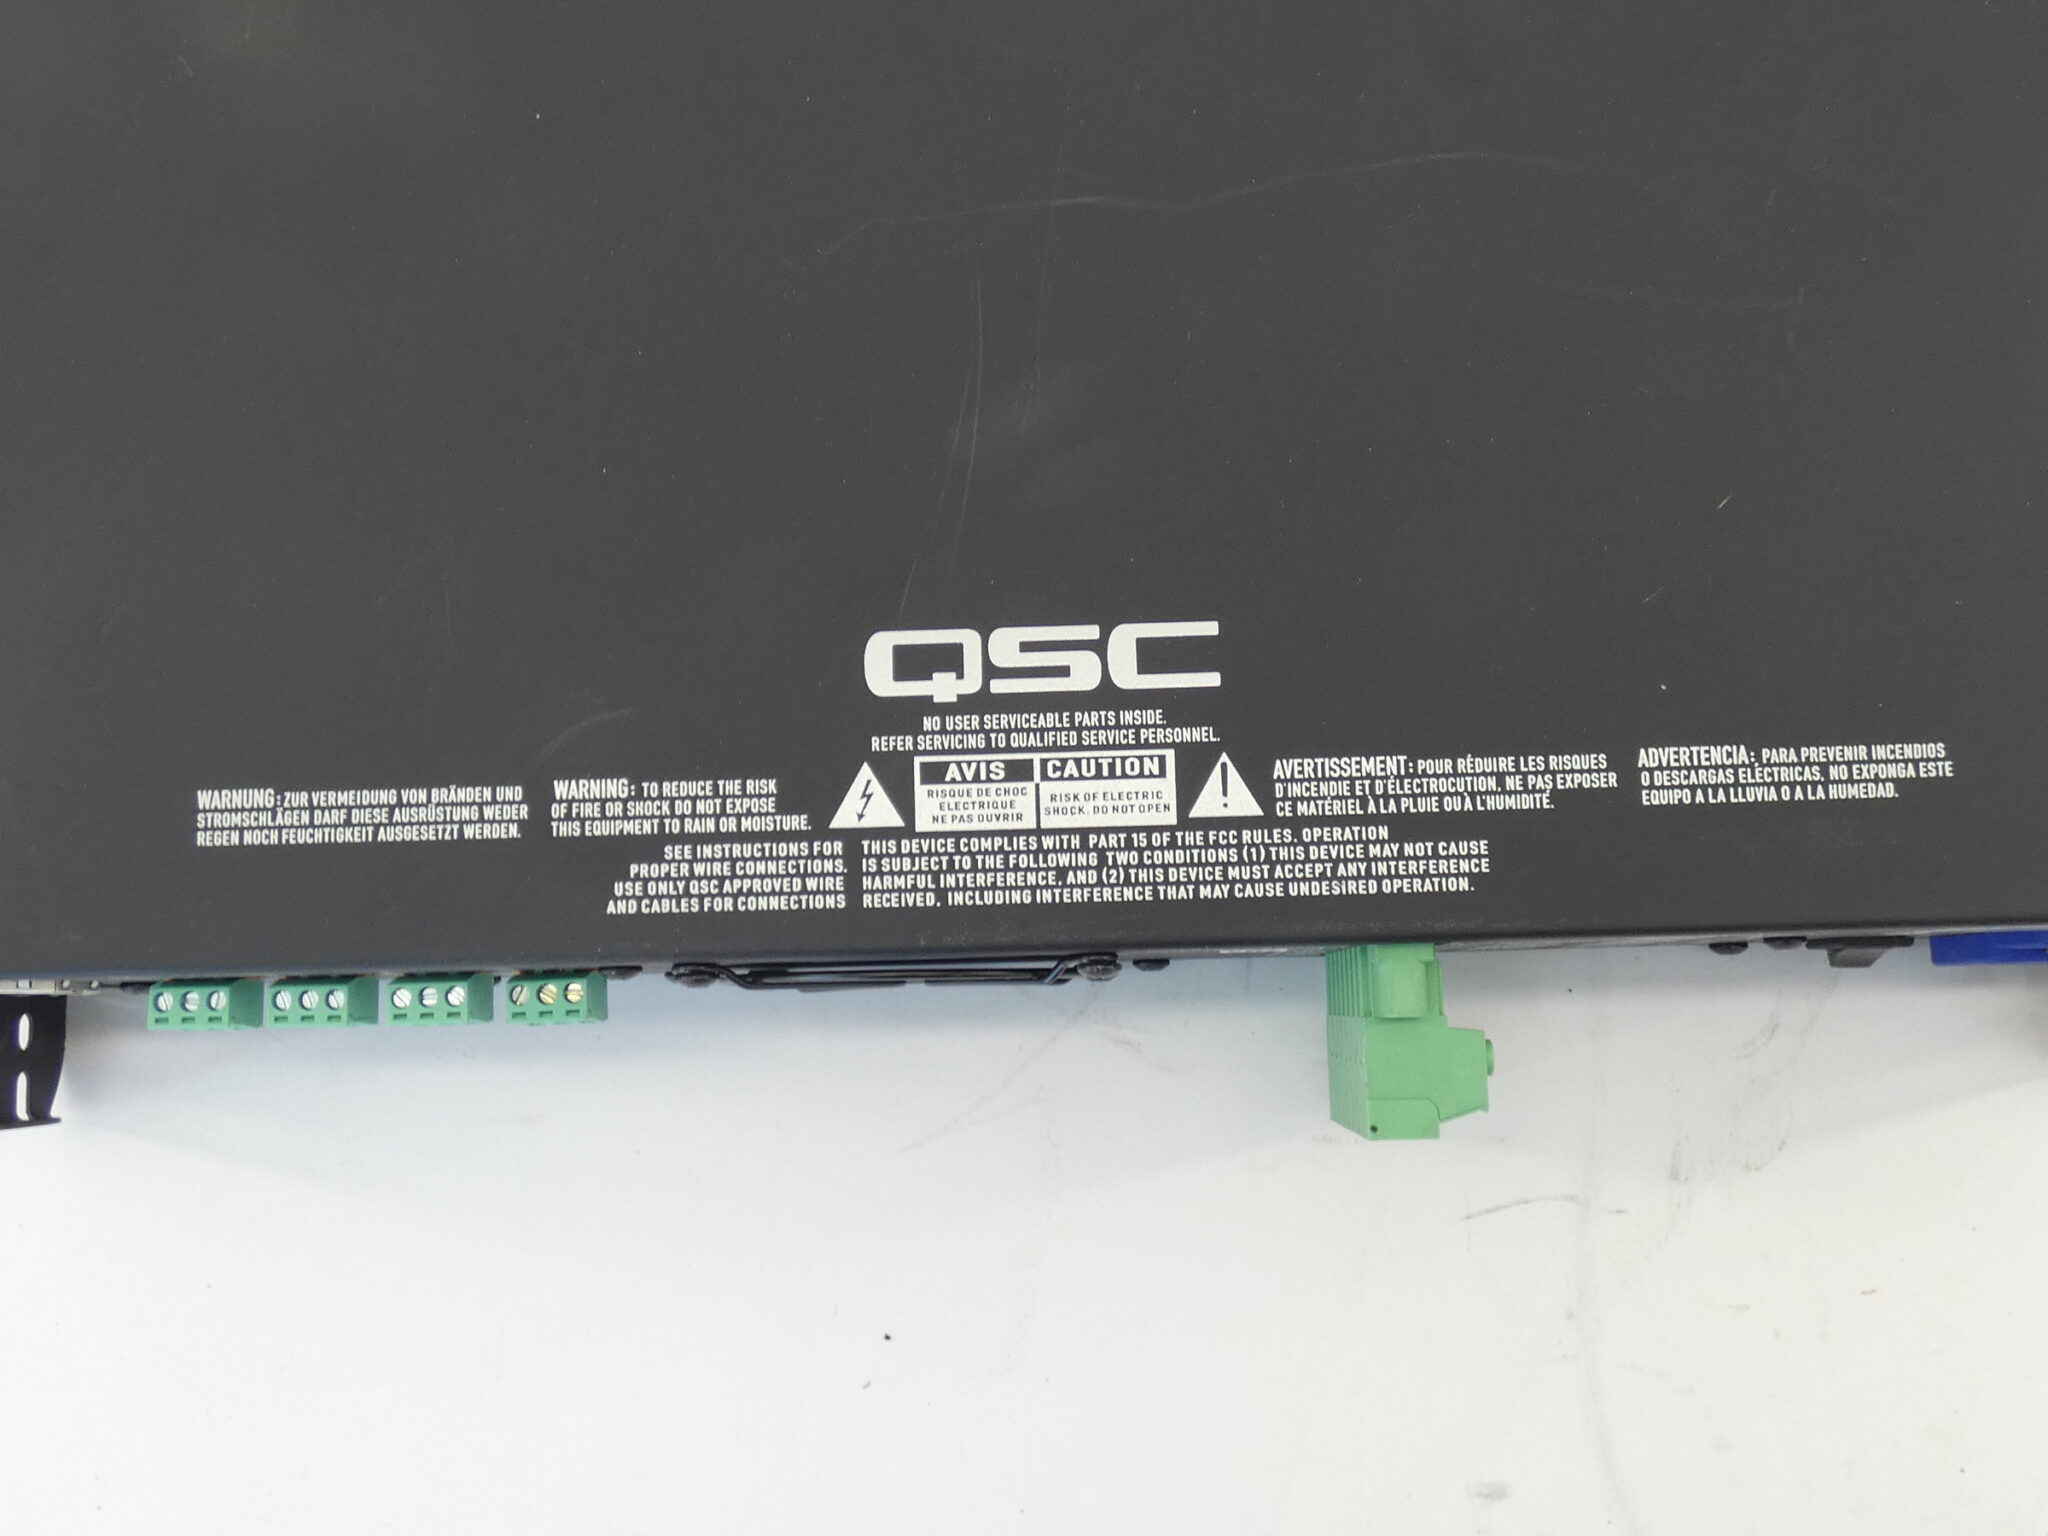 QSC
NO USER SERVICEABLE PARTS INSIDE.
REFER SERVICING TO QUALIFIED SERVICE PERSONNEL.
WARNUNG: ZUR VERMEIDUNG VON BRÄNDEN UND
STROMSCHLÄGEN DARF DIESE AUSRÜSTUNG WEDER
REGEN NOCH FEUCHTIGKEIT AUSGESETZT WERDEN.
WARNING: TO REDUCE THE RISK
OF FIRE OR SHOCK DO NOT EXPOSE
THIS EQUIPMENT TO RAIN OR MOISTURE.
AVIS
RISQUE DE CHOC
ELECTRIQUE
NE PAS OUVRIR
CAUTION
RISK OF ELECTRIC
SHOCK, DO NOT OPEN
AVERTISSEMENT: POUR RÉDUIRE LES RISQUES
D'INCENDIE ET D'ÉLECTROCUTION, NE PAS EXPOSER
CE MATÉRIEL À LA PLUIE OU À L'HUMIDITÉ.
ADVERTENCIA: PARA PREVENIR INCENDIOS
O DESCARGAS ELÉCTRICAS, NO EXPONGA ESTE
EQUIPO A LA LLUVIA O A LA HUMEDAD.
SEE INSTRUCTIONS FOR
PROPER WIRE CONNECTIONS.
USE ONLY QSC APPROVED WIRE
AND CABLES FOR CONNECTIONS
THIS DEVICE COMPLIES WITH PART 15 OF THE FCC RULES. OPERATION
IS SUBJECT TO THE FOLLOWING TWO CONDITIONS (1) THIS DEVICE MAY NOT CAUSE
HARMFUL INTERFERENCE, AND (2) THIS DEVICE MUST ACCEPT ANY INTERFERENCE
RECEIVED, INCLUDING INTERFERENCE THAT MAY CAUSE UNDESIRED OPERATION.